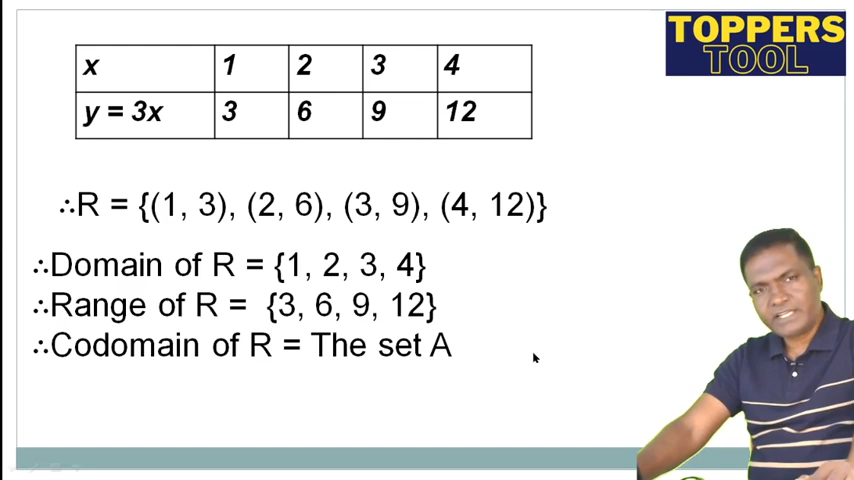 TOPPERS
TOOL
x 1 2 3 4
y = 3x 3 6 9 12
∴R = {(1, 3), (2, 6), (3, 9), (4, 12)}
∴Domain of R = {1, 2, 3, 4}
∴Range of R = {3, 6, 9, 12}
∴Codomain of R = The set A